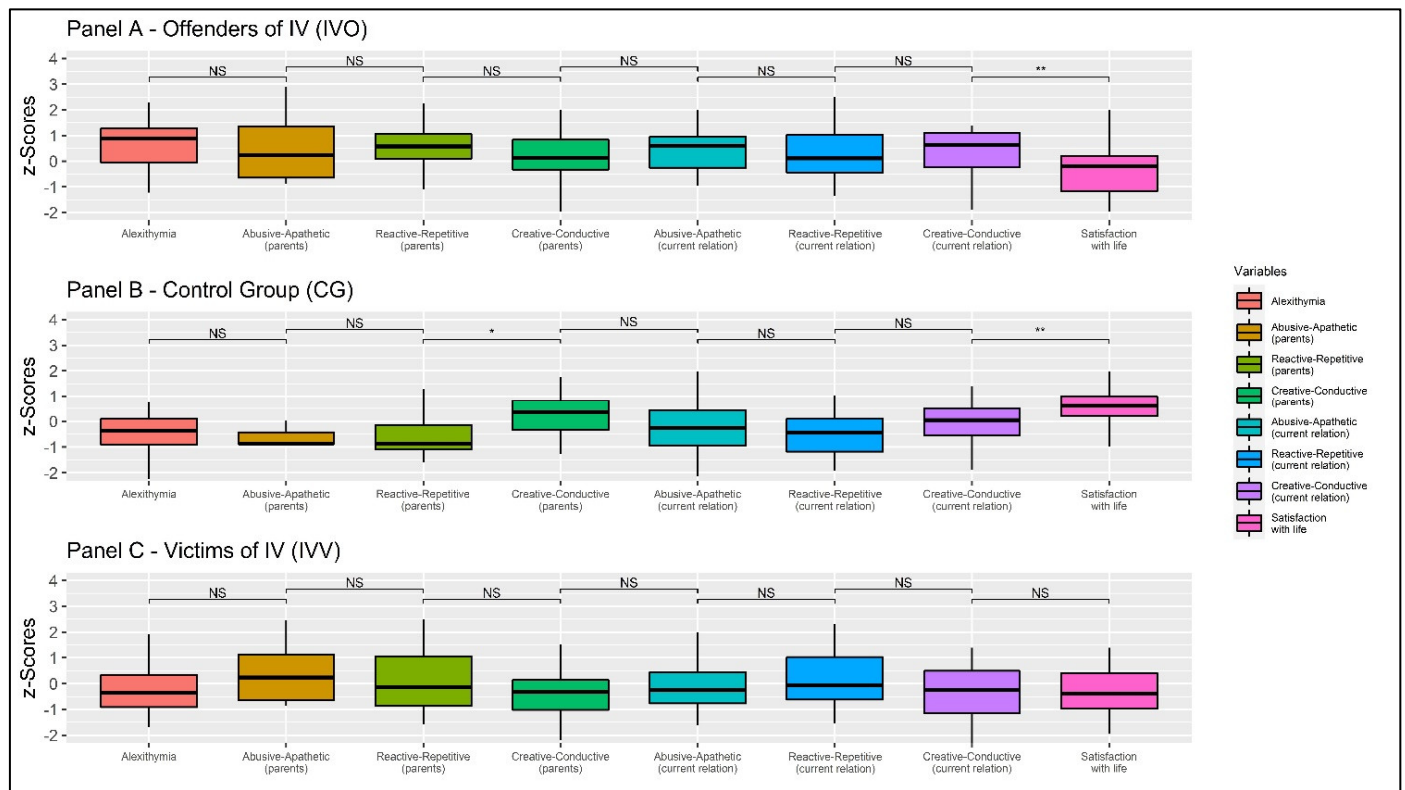 Panel A - Offenders of IV (IVO)
4
3
2
1
0
-1
-2
z-Scores
NS
NS
NS
NS
NS
NS
**
Alexithymia
Abusive-Apathetic
(parents)
Reactive-Repetitive
(parents)
Creative-Conductive
(parents)
Abusive-Apathetic
(current relation)
Reactive-Repetitive
(current relation)
Creative-Conductive
(current relation)
Satisfaction
with life
Panel B - Control Group (CG)
4
3
2
1
0
-1
-2
z-Scores
NS
NS
*
NS
NS
NS
**
Alexithymia
Abusive-Apathetic
(parents)
Reactive-Repetitive
(parents)
Creative-Conductive
(parents)
Abusive-Apathetic
(current relation)
Reactive-Repetitive
(current relation)
Creative-Conductive
(current relation)
Satisfaction
with life
Panel C - Victims of IV (IVV)
4
3
2
1
0
-1
-2
z-Scores
NS
NS
NS
NS
NS
NS
NS
Alexithymia
Abusive-Apathetic
(parents)
Reactive-Repetitive
(parents)
Creative-Conductive
(parents)
Abusive-Apathetic
(current relation)
Reactive-Repetitive
(current relation)
Creative-Conductive
(current relation)
Satisfaction
with life
Variables
Alexithymia
Abusive-Apathetic
(parents)
Reactive-Repetitive
(parents)
Creative-Conductive
(parents)
Abusive-Apathetic
(current relation)
Reactive-Repetitive
(current relation)
Creative-Conductive
(current relation)
Satisfaction
with life